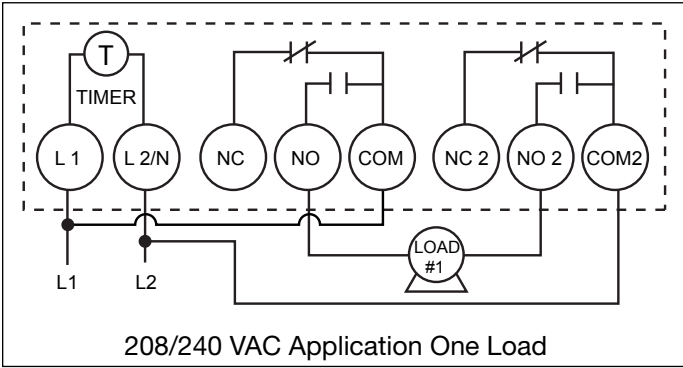 T
TIMER
L 1
L 2/N
NC
NO
COM
NC 2
NO 2
COM2
LOAD
#1
L1
L2
208/240 VAC Application One Load